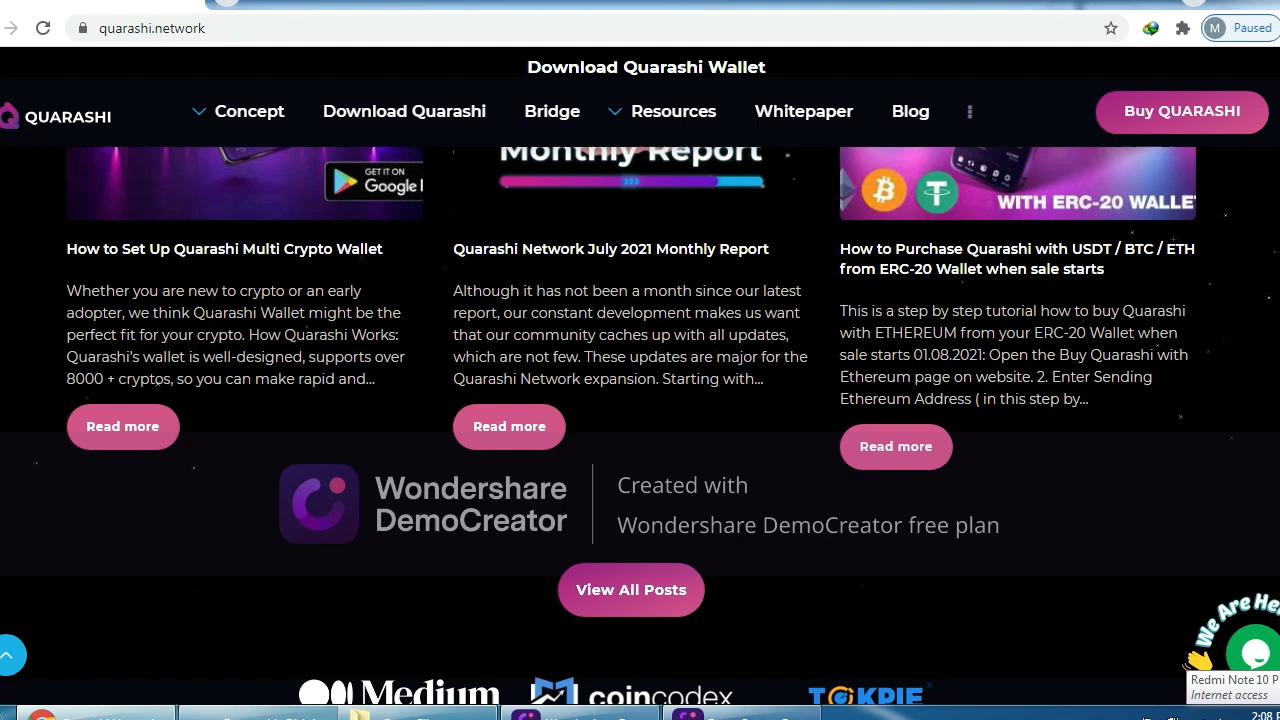 quarashi.network
M Paused
Download Quarashi Wallet
QUARASHI
Concept
Download Quarashi
Bridge
Resources
Whitepaper
Blog
Buy QUARASHI
GET IT ON
Google
Monthly Report
WITH ERC-20 WALLE
How to Set Up Quarashi Multi Crypto Wallet
Whether you are new to crypto or an early
adopter, we think Quarashi Wallet might be the
perfect fit for your crypto. How Quarashi Works:
Quarashi's wallet is well-designed, supports over
8000 + cryptos, so you can make rapid and...
Read more
Quarashi Network July 2021 Monthly Report
Although it has not been a month since our latest
report, our constant development makes us want
that our community caches up with all updates,
which are not few. These updates are major for the
Quarashi Network expansion. Starting with...
Read more
How to Purchase Quarashi with USDT / BTC / ETH
from ERC-20 Wallet when sale starts
This is a step by step tutorial how to buy Quarashi
with ETHEREUM from your ERC-20 Wallet when
sale starts 01.08.2021: Open the Buy Quarashi with
Ethereum page on website. 2. Enter Sending
Ethereum Address ( in this step by...
Read more
Wondershare
DemoCreator
Created with
Wondershare DemoCreator free plan
View All Posts
We Are He
Medium
coincodex
TOKPIE
Redmi Note 10 P
Internet access
2:08